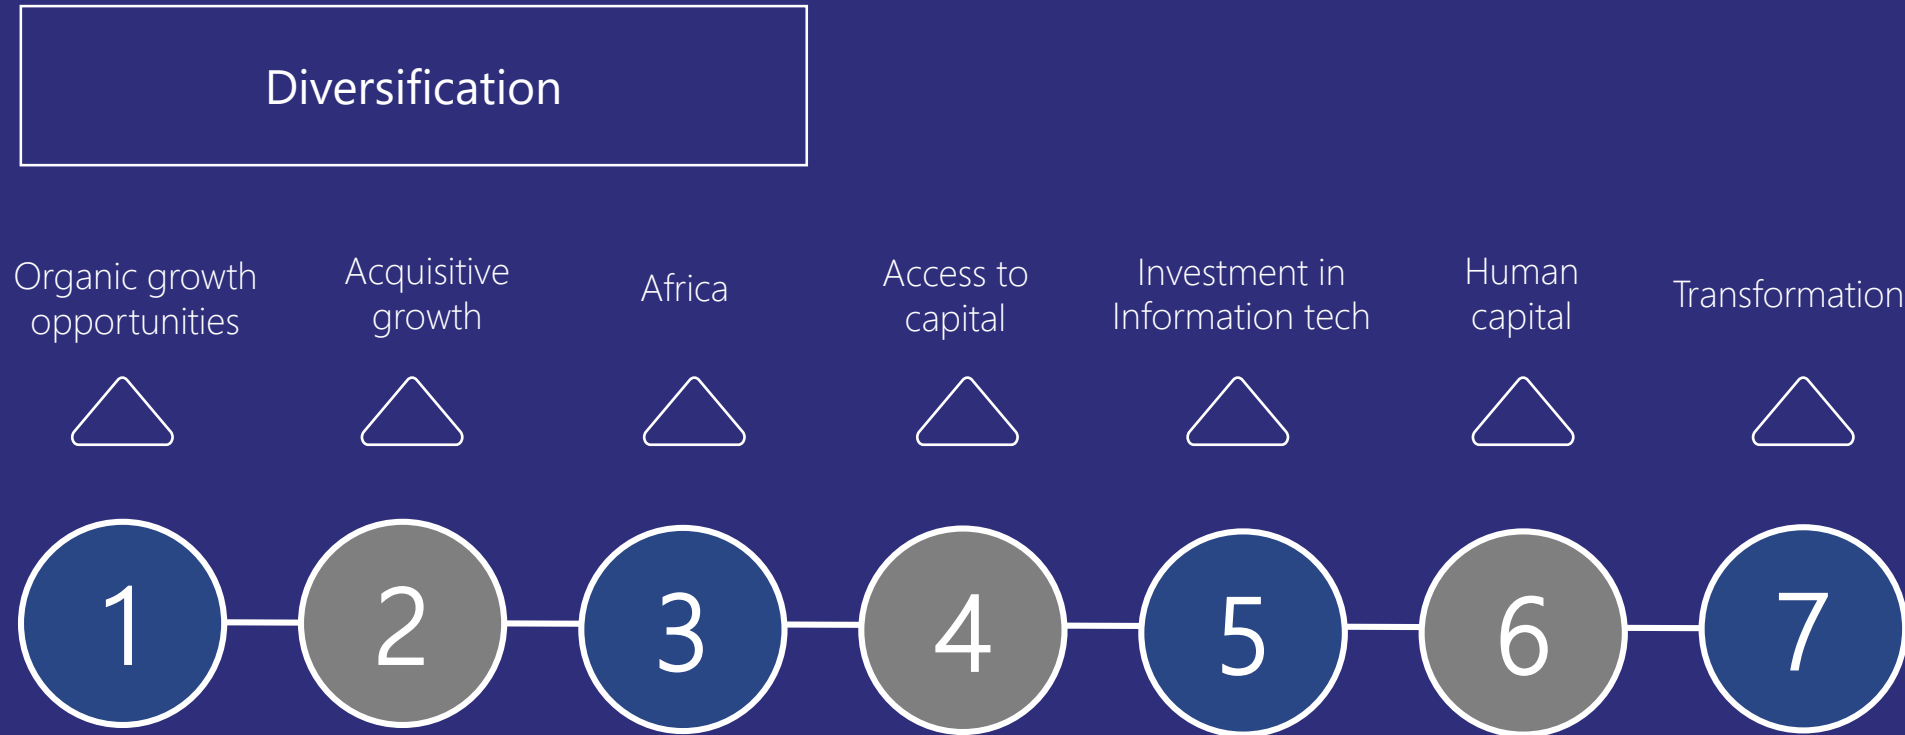 Diversification
Organic growth
opportunities
Acquisitive
growth
Africa
Access to
capital
Investment in
Information tech
Human
capital
Transformation
1
2
3
4
5
6
7